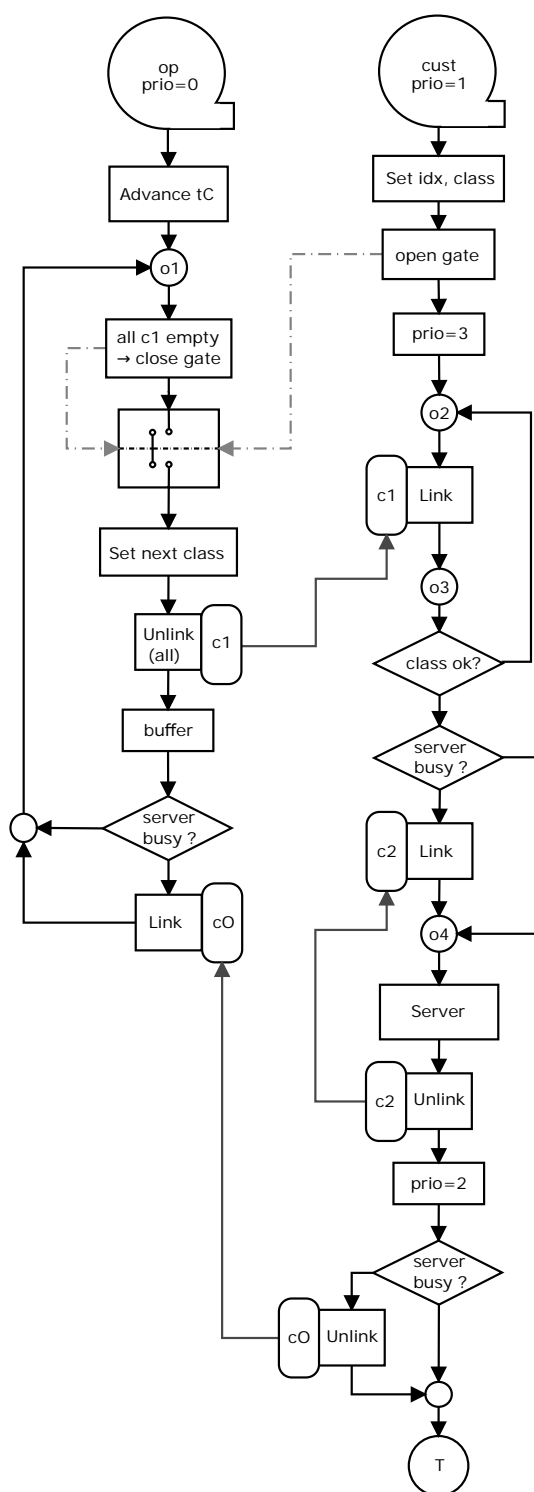 op
prio=0
Advance tC
o1
all c1 empty
→ close gate
Set next class
Unlink
(all)
c1
buffer
server
busy ?
Link
cO
cust
prio=1
Set idx, class
open gate
prio=3
o2
c1
Link
o3
class ok?
server
busy ?
c2
Link
o4
Server
c2
Unlink
prio=2
server
busy ?
cO
Unlink
T